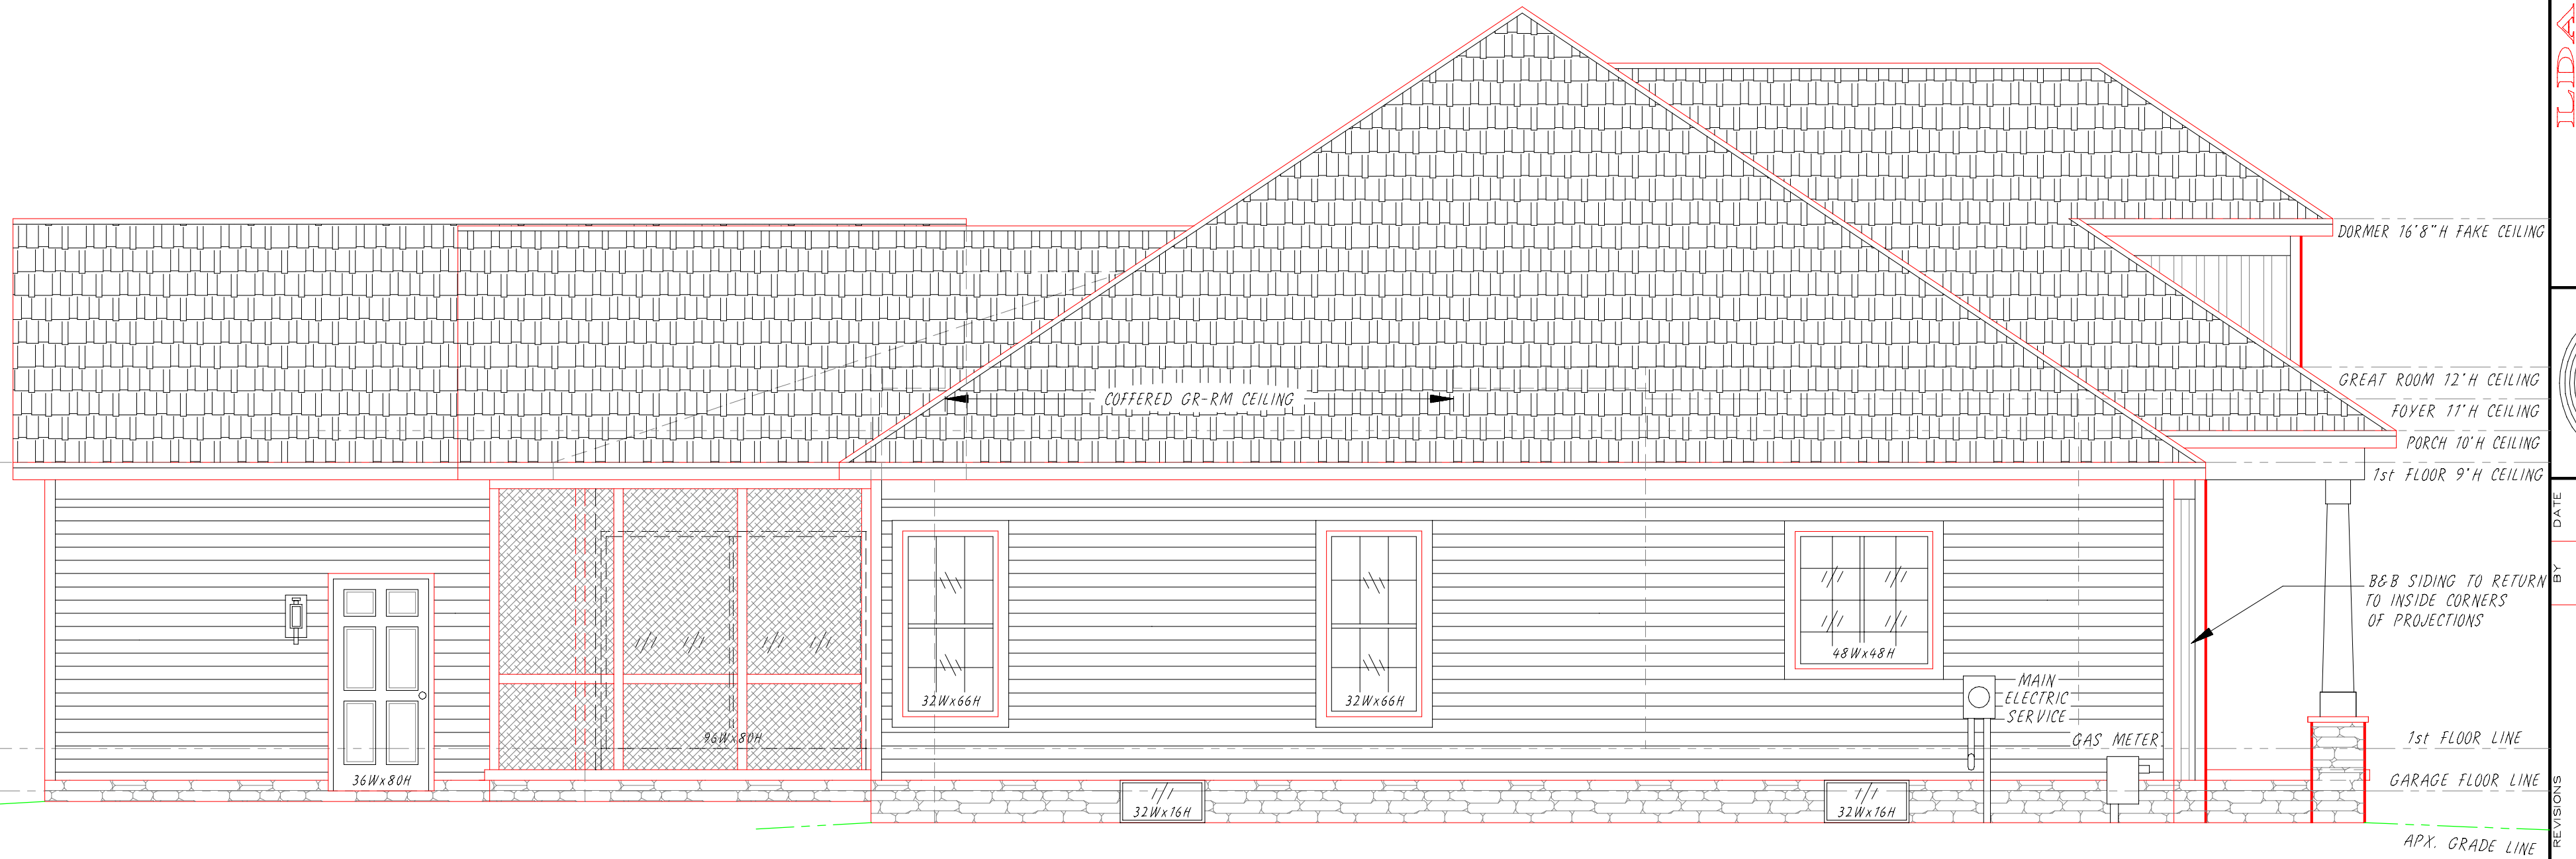 ILDA
DORMER 16'8"H FAKE CEILING
GREAT ROOM 12'H CEILING
COFFERED GR-RM CEILING
FOYER 11'H CEILING
PORCH 10'H CEILING
1st FLOOR 9'H CEILING
DATE
BY
B&B SIDING TO RETURN
TO INSIDE CORNERS
OF PROJECTIONS
48Wx48H
MAIN
ELECTRIC
SERVICE
32Wx66H
32Wx66H
96Wx80H
GAS METER
1st FLOOR LINE
36Wx80H
GARAGE FLOOR LINE
32Wx16H
32Wx16H
REVISIONS
APX. GRADE LINE